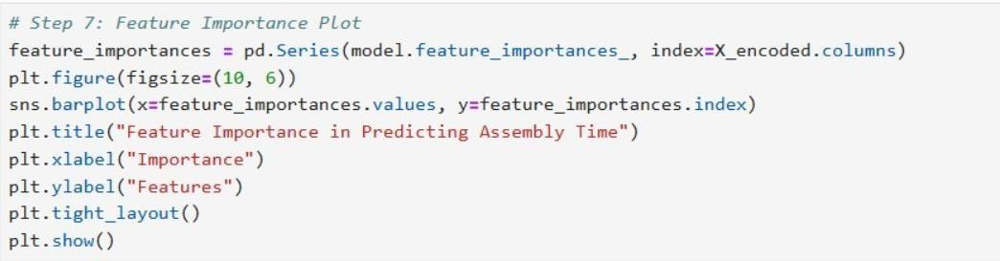 # Step 7: Feature Importance Plot
feature_importances = pd.Series(model.feature_importances_, index=X_encoded.columns)
plt.figure(figsize=(10, 6))
sns.barplot(x=feature_importances.values, y=feature_importances.index)
plt.title("Feature Importance in Predicting Assembly Time")
plt.xlabel("Importance")
plt.ylabel("Features")
plt.tight_layout()
plt.show()